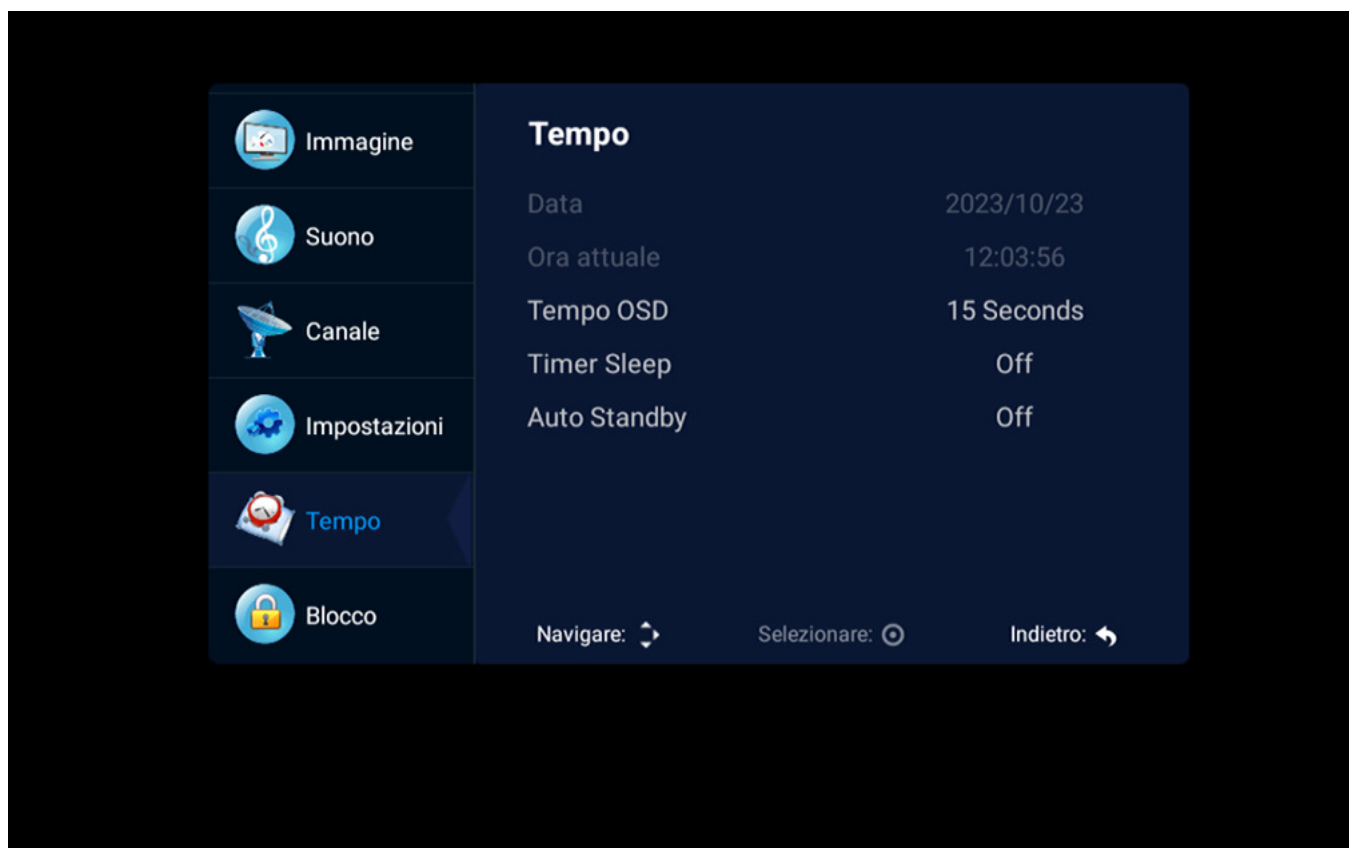 Immagine
Suono
Canale
Impostazioni
Tempo
Blocco
Tempo
Data 2023/10/23
Ora attuale 12:03:56
Tempo OSD 15 Seconds
Timer Sleep Off
Auto Standby Off
Navigare: Selezionare: Indietro: